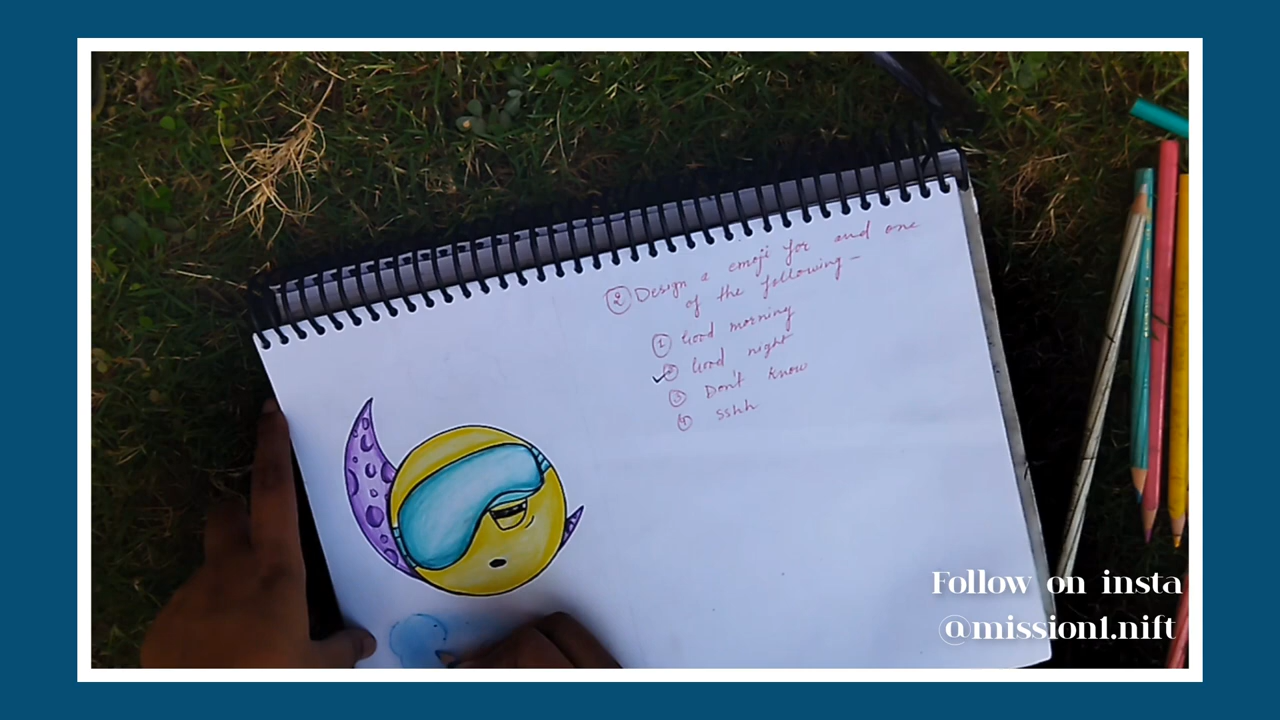 ② Design a emoji for and one
of the following -
① Good morning
② Good night
③ Don't know
④ sshh
Follow on insta
@mission1.nift